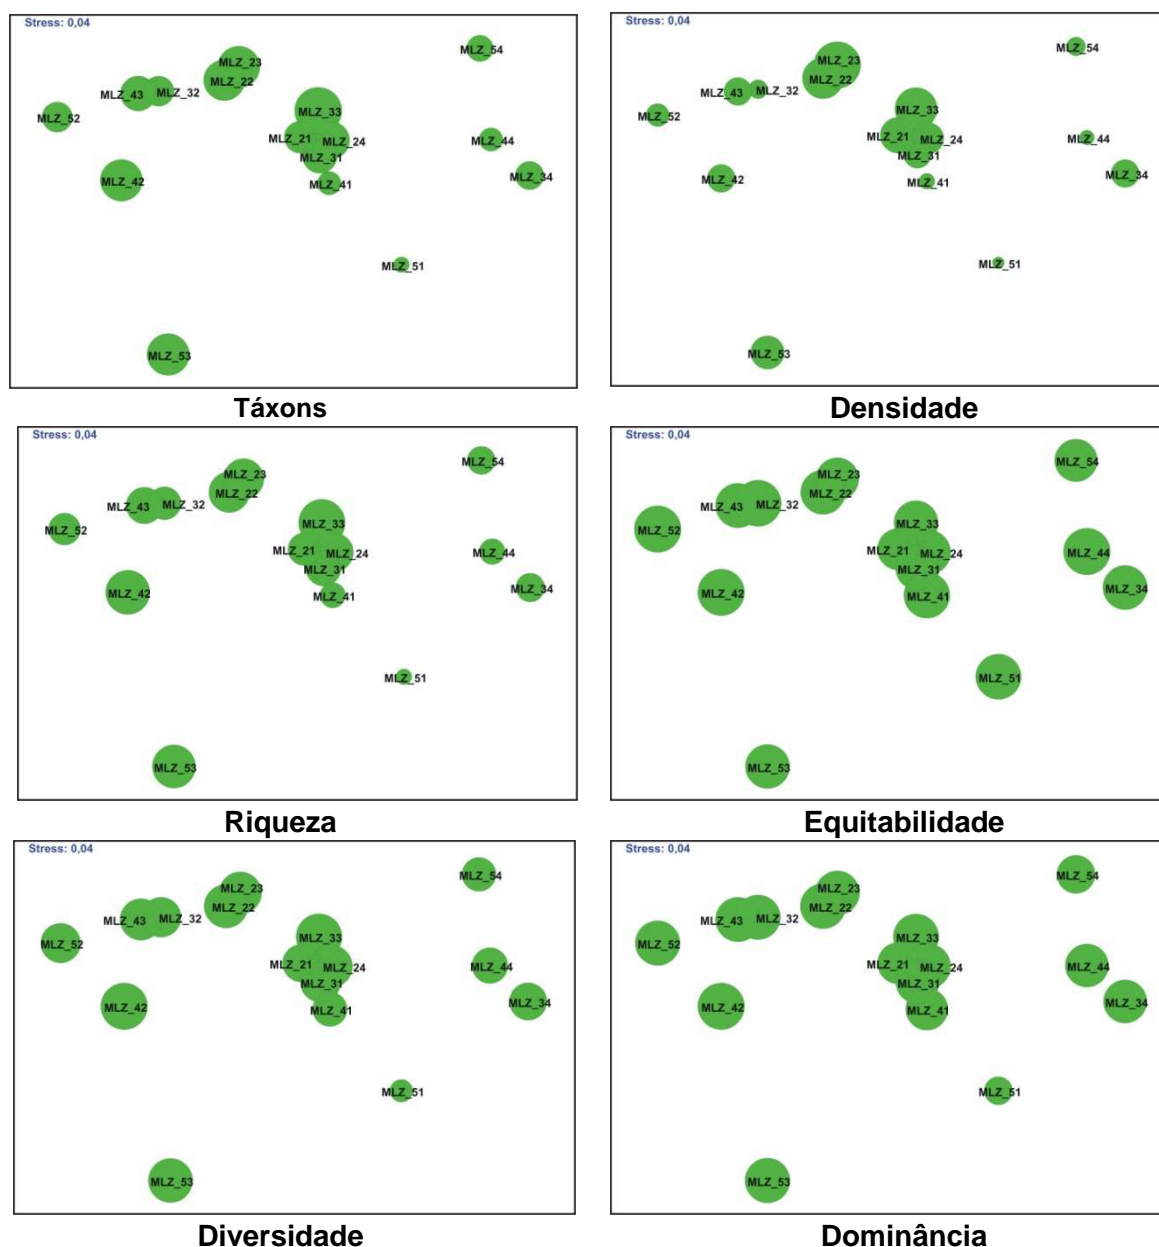 Stress: 0,04
MLZ_54
MLZ_23
MLZ_22
MLZ_43
MLZ_32
MLZ_52
MLZ_33
MLZ_21
MLZ_24
MLZ_31
MLZ_44
MLZ_42
MLZ_41
MLZ_34
MLZ_51
MLZ_53
Táxons
Stress: 0,04
MLZ_54
MLZ_23
MLZ_22
MLZ_43
MLZ_32
MLZ_52
MLZ_33
MLZ_21
MLZ_24
MLZ_31
MLZ_44
MLZ_42
MLZ_41
MLZ_34
MLZ_51
MLZ_53
Densidade
Stress: 0,04
MLZ_54
MLZ_23
MLZ_22
MLZ_43
MLZ_32
MLZ_52
MLZ_33
MLZ_21
MLZ_24
MLZ_31
MLZ_44
MLZ_42
MLZ_41
MLZ_34
MLZ_51
MLZ_53
Riqueza
Stress: 0,04
MLZ_54
MLZ_23
MLZ_22
MLZ_43
MLZ_32
MLZ_52
MLZ_33
MLZ_21
MLZ_24
MLZ_31
MLZ_44
MLZ_42
MLZ_41
MLZ_34
MLZ_51
MLZ_53
Equitabilidade
Stress: 0,04
MLZ_54
MLZ_23
MLZ_22
MLZ_43
MLZ_32
MLZ_52
MLZ_33
MLZ_21
MLZ_24
MLZ_31
MLZ_44
MLZ_42
MLZ_41
MLZ_34
MLZ_51
MLZ_53
Diversidade
Stress: 0,04
MLZ_54
MLZ_23
MLZ_22
MLZ_43
MLZ_32
MLZ_52
MLZ_33
MLZ_21
MLZ_24
MLZ_31
MLZ_44
MLZ_42
MLZ_41
MLZ_34
MLZ_51
MLZ_53
Dominância